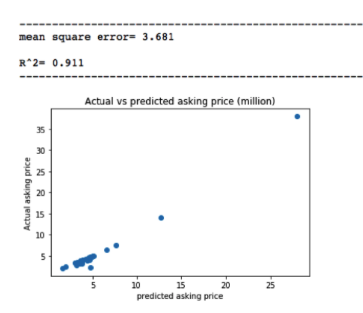 mean square error= 3.681
R^2= 0.911
Actual vs predicted asking price (million)
Actual asking price
35
30
25
20
15
10
5
5 10 15 20 25
predicted asking price